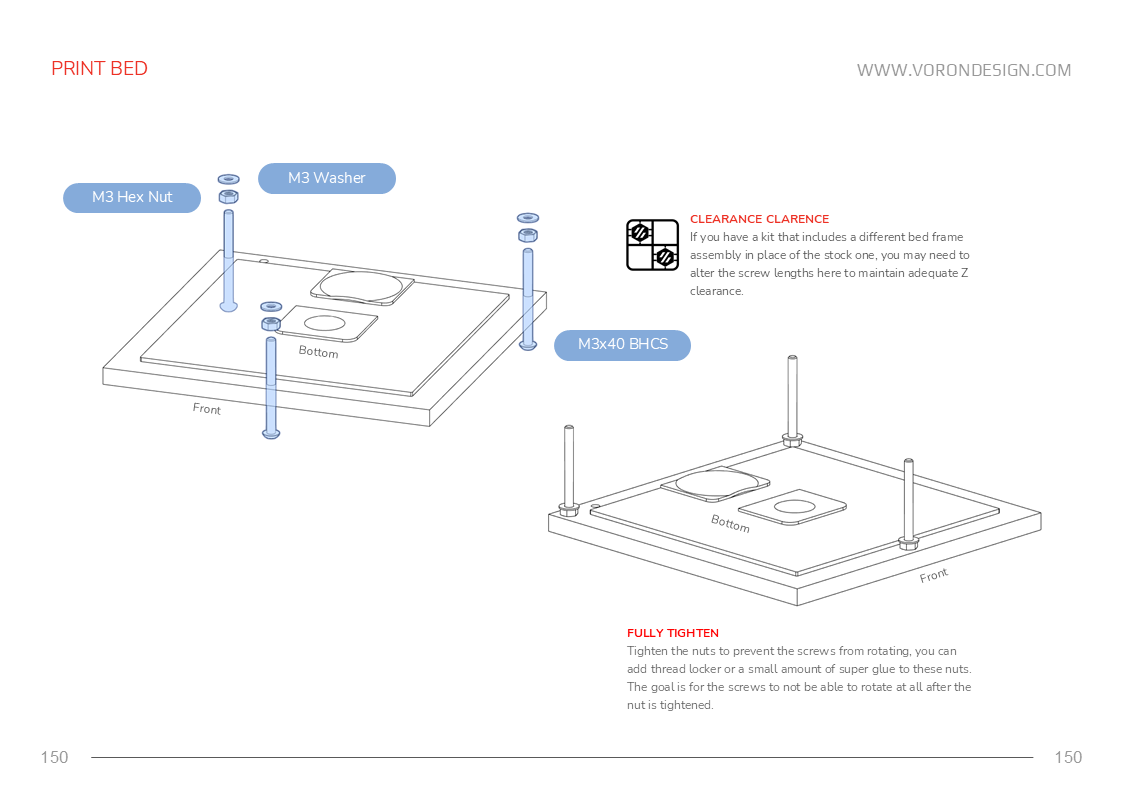 PRINT BED
WWW.VORONDESIGN.COM
M3 Washer
M3 Hex Nut
CLEARANCE CLARENCE
If you have a kit that includes a different bed frame
assembly in place of the stock one, you may need to
alter the screw lengths here to maintain adequate Z
clearance.
M3x40 BHCS
Bottom
Front
Bottom
Front
FULLY TIGHTEN
Tighten the nuts to prevent the screws from rotating, you can
add thread locker or a small amount of super glue to these nuts.
The goal is for the screws to not be able to rotate at all after the
nut is tightened.
150
150